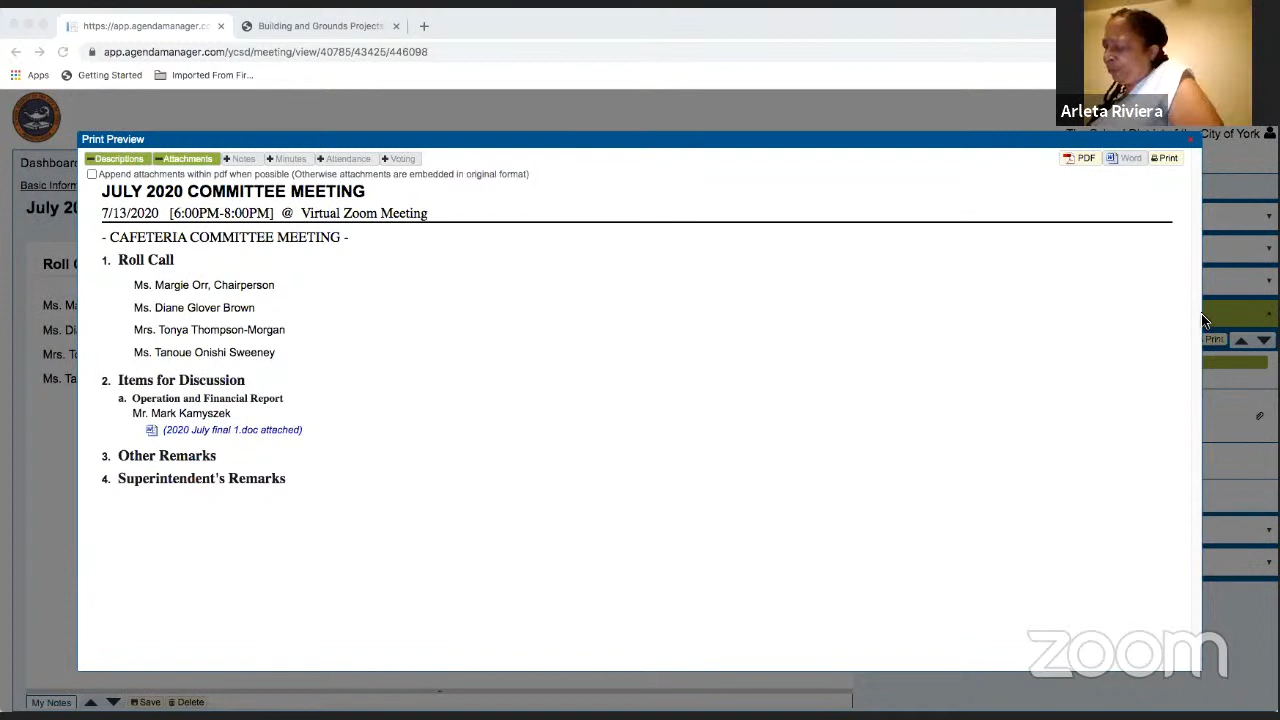 https://app.agendamanager.co
Building and Grounds Projects
app.agendamanager.com/ycsd/meeting/view/40785/43425/446098
Apps
Getting Started
Imported From Fir...
Arleta Riviera
City of York
Dashboar
Print Preview
Descriptions
Attachments
Notes
Minutes
Attendance
Voting
PDF
Word
Print
Append attachments within pdf when possible (Otherwise attachments are embedded in original format)
Basic Inform
July 20
JULY 2020 COMMITTEE MEETING
7/13/2020 [6:00PM-8:00PM] @ Virtual Zoom Meeting
- CAFETERIA COMMITTEE MEETING -
Roll C
1. Roll Call
Ms. Margie Orr, Chairperson
Ms. Ma
Ms. Diane Glover Brown
Ms. Di
Mrs. Tonya Thompson-Morgan
Mrs. To
Print
Ms. Tanoue Onishi Sweeney
Ms. Ta
2. Items for Discussion
a. Operation and Financial Report
Mr. Mark Kamyszek
(2020 July final 1.doc attached)
3. Other Remarks
4. Superintendent's Remarks
zoom
My Notes
Save
Delete